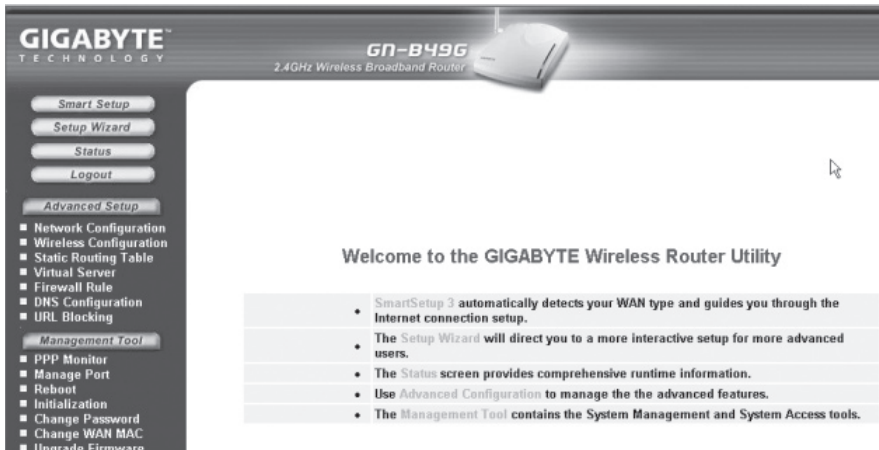 GIGABYTE™
TECHNOLOGY
GN-B49G
2.4GHz Wireless Broadband Router
Smart Setup
Setup Wizard
Status
Logout
Advanced Setup
Network Configuration
Wireless Configuration
Static Routing Table
Virtual Server
Firewall Rule
DNS Configuration
URL Blocking
Management Tool
PPP Monitor
Manage Port
Reboot
Initialization
Change Password
Change WAN MAC
Upgrade Firmware
Welcome to the GIGABYTE Wireless Router Utility
SmartSetup 3 automatically detects your WAN type and guides you through the
Internet connection setup.
The Setup Wizard will direct you to a more interactive setup for more advanced
users.
The Status screen provides comprehensive runtime information.
Use Advanced Configuration to manage the the advanced features.
The Management Tool contains the System Management and System Access tools.